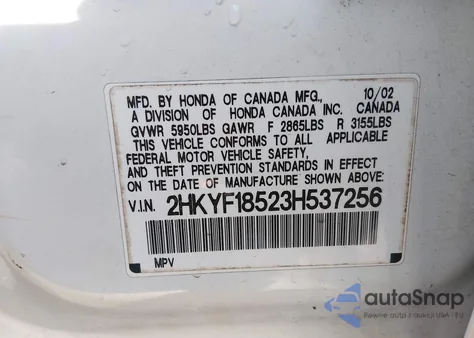 MFD. BY HONDA OF CANADA MFG., 10/02
A DIVISION OF HONDA CANADA INC. CANADA
GVWR 5950LBS GAWR F 2865LBS R 3155LBS
THIS VEHICLE CONFORMS TO ALL APPLICABLE
FEDERAL MOTOR VEHICLE SAFETY,
AND THEFT PREVENTION STANDARDS IN EFFECT
ON THE DATE OF MANUFACTURE SHOWN ABOVE:
V.I.N. 2HKYF18523H537256
MPV
autoSnap